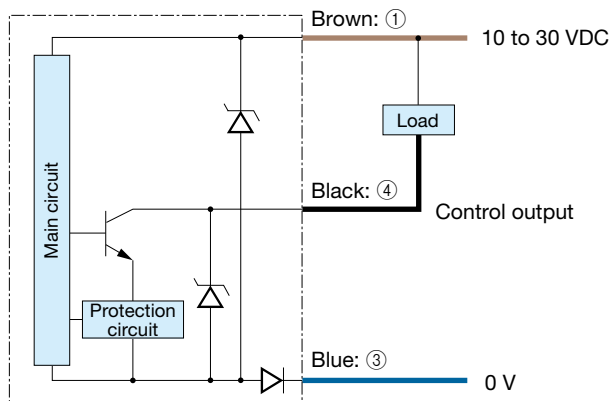 Brown: ①
10 to 30 VDC
Load
Main circuit
Black: ④
Control output
Protection
circuit
Blue: ③
0 V